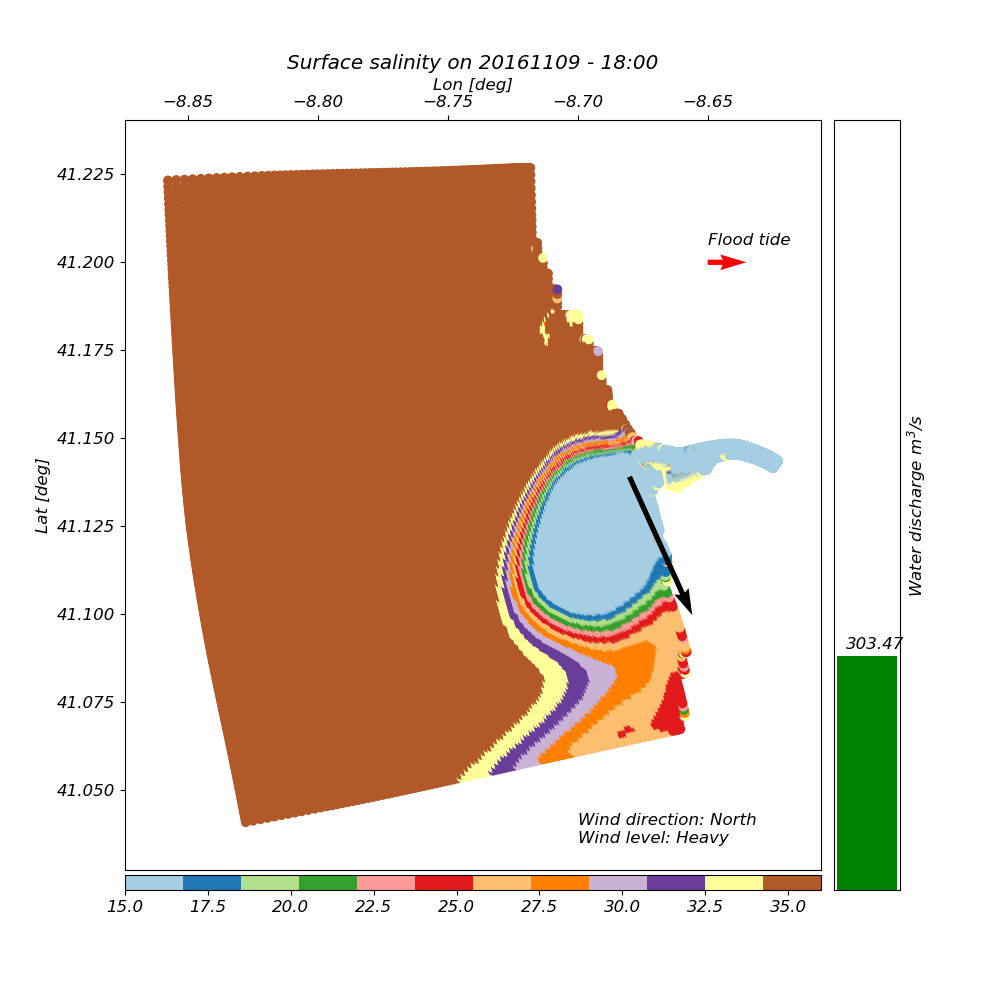 Surface salinity on 20161109 - 18:00
Lon [deg]
−8.85 −8.80 −8.75 −8.70 −8.65
41.225
41.200
41.175
41.150
41.125
41.100
41.075
41.050
Lat [deg]
Flood tide
Wind direction: North
Wind level: Heavy
303.47
Water discharge m³/s
15.0 17.5 20.0 22.5 25.0 27.5 30.0 32.5 35.0